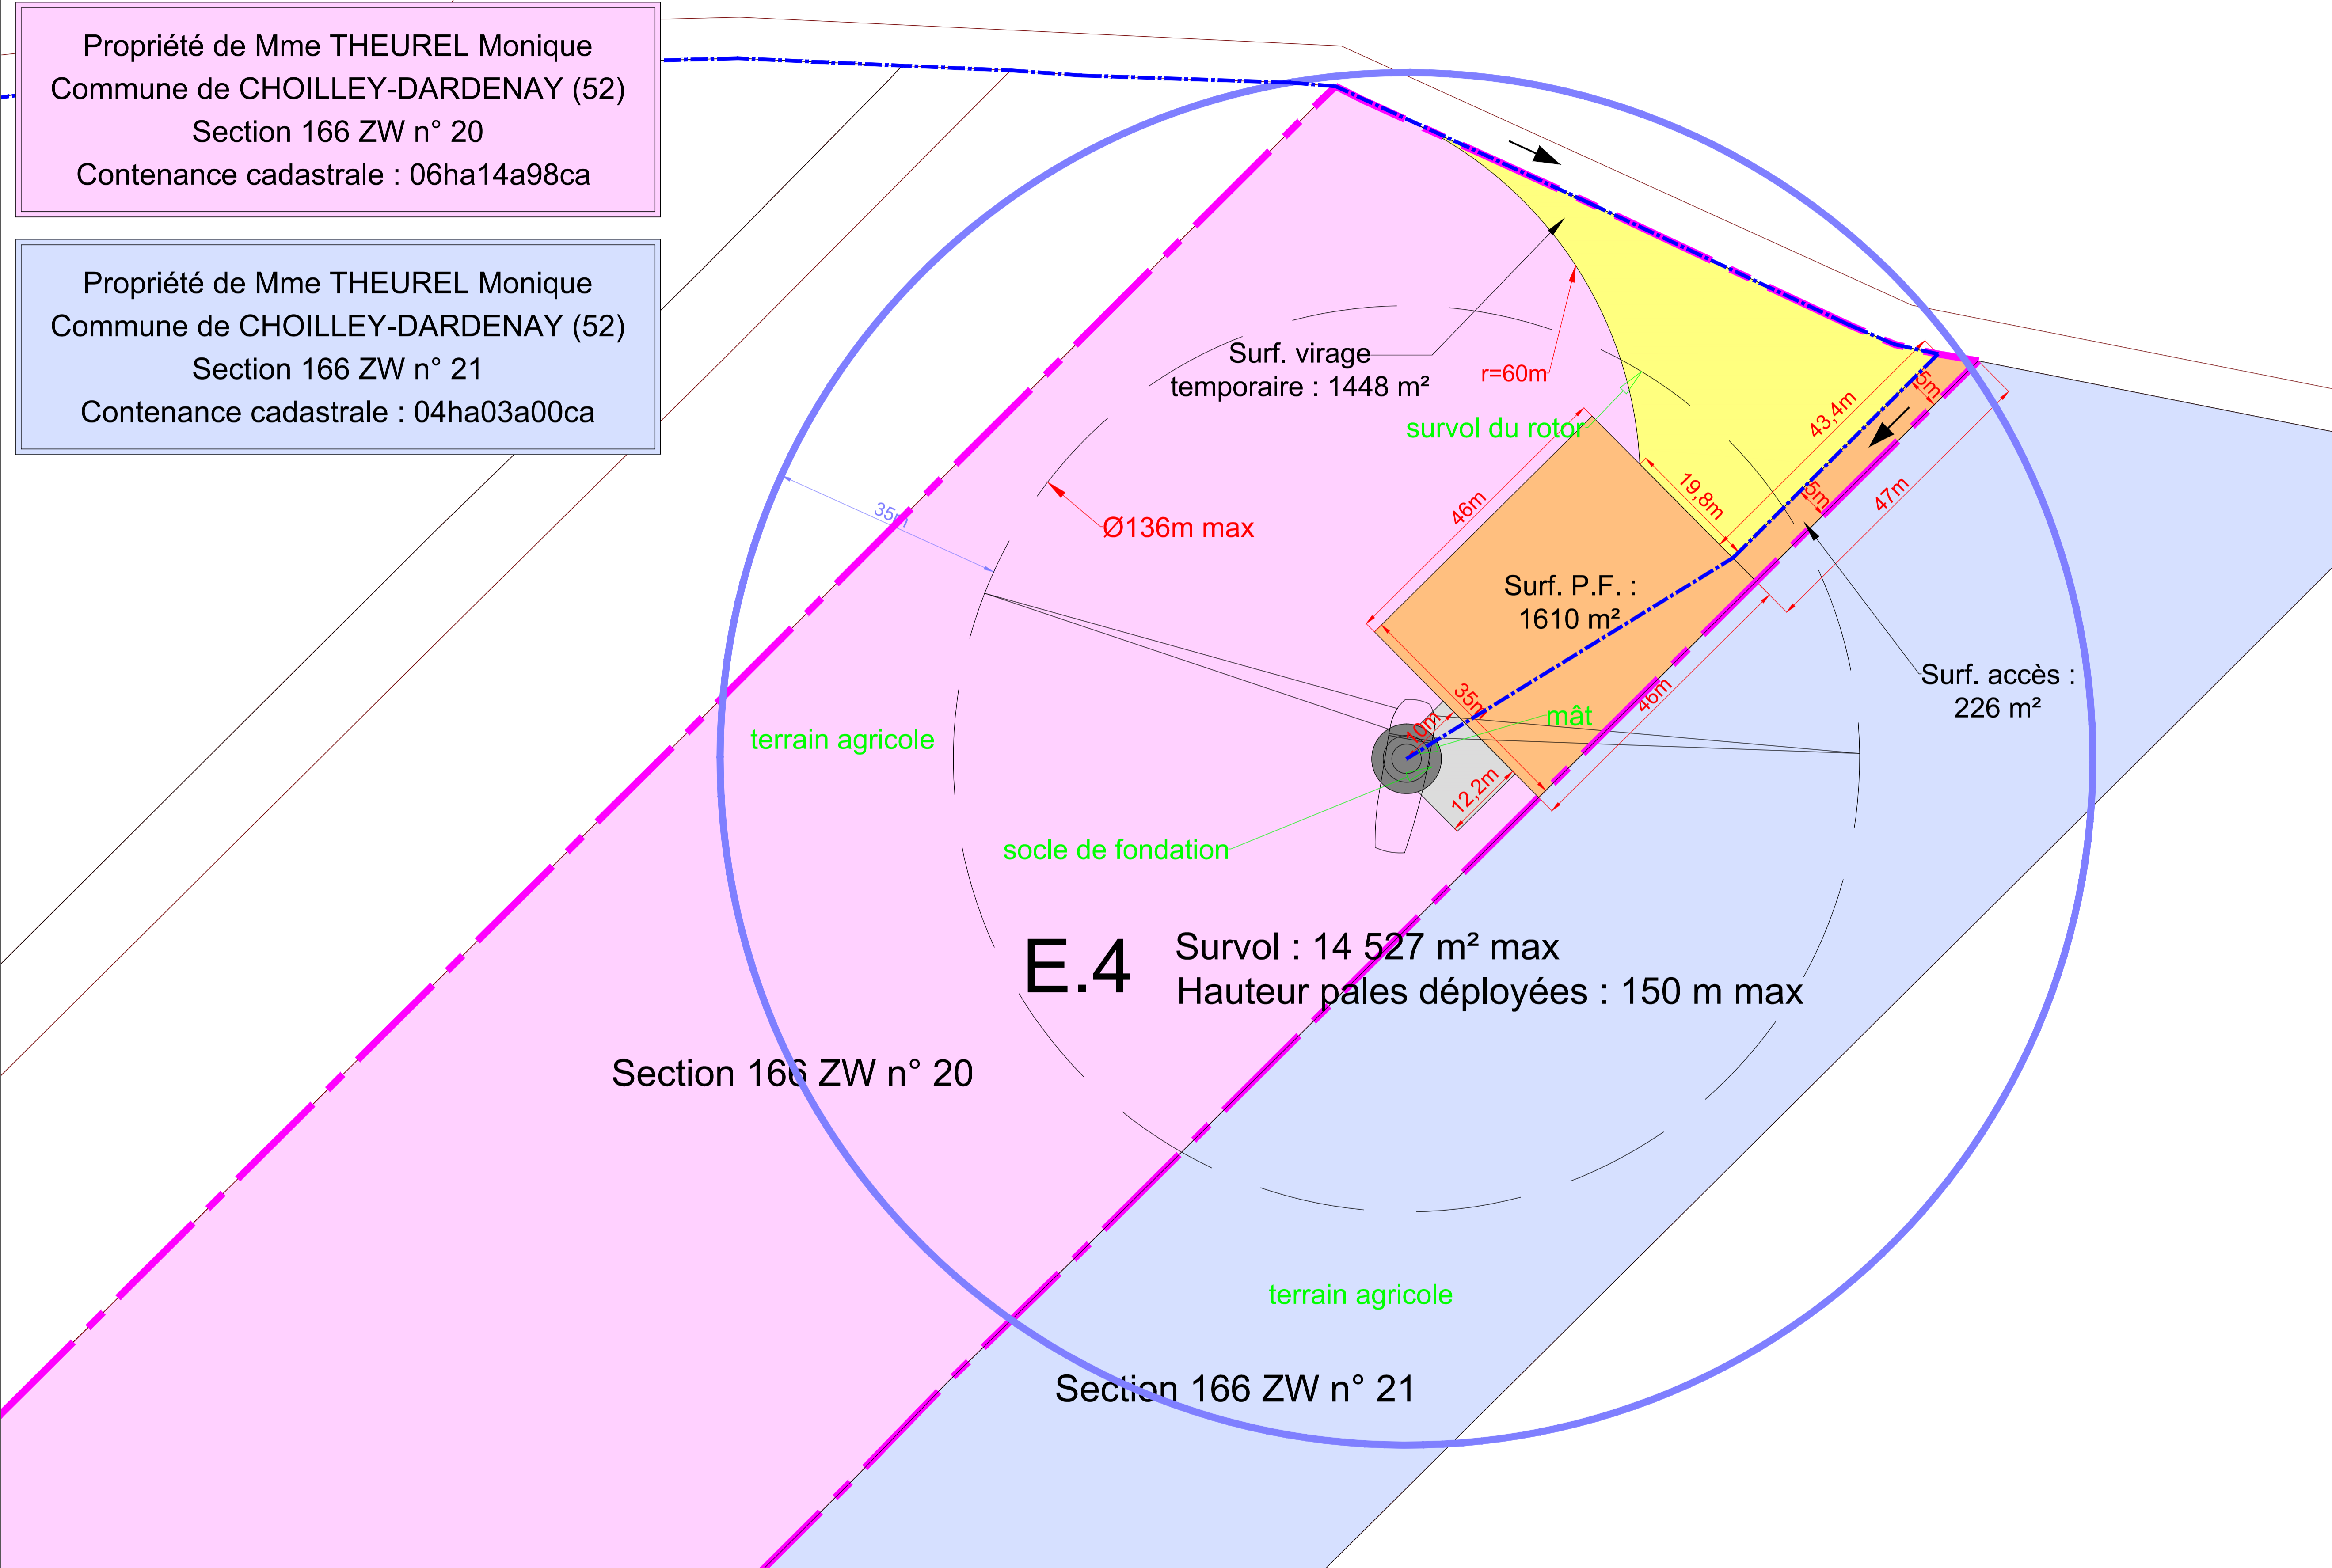 Propriété de Mme THEUREL Monique
Commune de CHOILLEY-DARDENAY (52)
Section 166 ZW n° 20
Contenance cadastrale : 06ha14a98ca
Propriété de Mme THEUREL Monique
Commune de CHOILLEY-DARDENAY (52)
Section 166 ZW n° 21
Contenance cadastrale : 04ha03a00ca
Surf. virage
temporaire : 1448 m²
r=60m
survol du rotor
43,4m
5m
5m
47m
19,8m
46m
35m
Ø136m max
Surf. P.F. :
1610 m²
Surf. accès :
226 m²
35m
46m
10m
mât
12,2m
terrain agricole
socle de fondation
E.4
Survol : 14 527 m² max
Hauteur pales déployées : 150 m max
Section 166 ZW n° 20
terrain agricole
Section 166 ZW n° 21